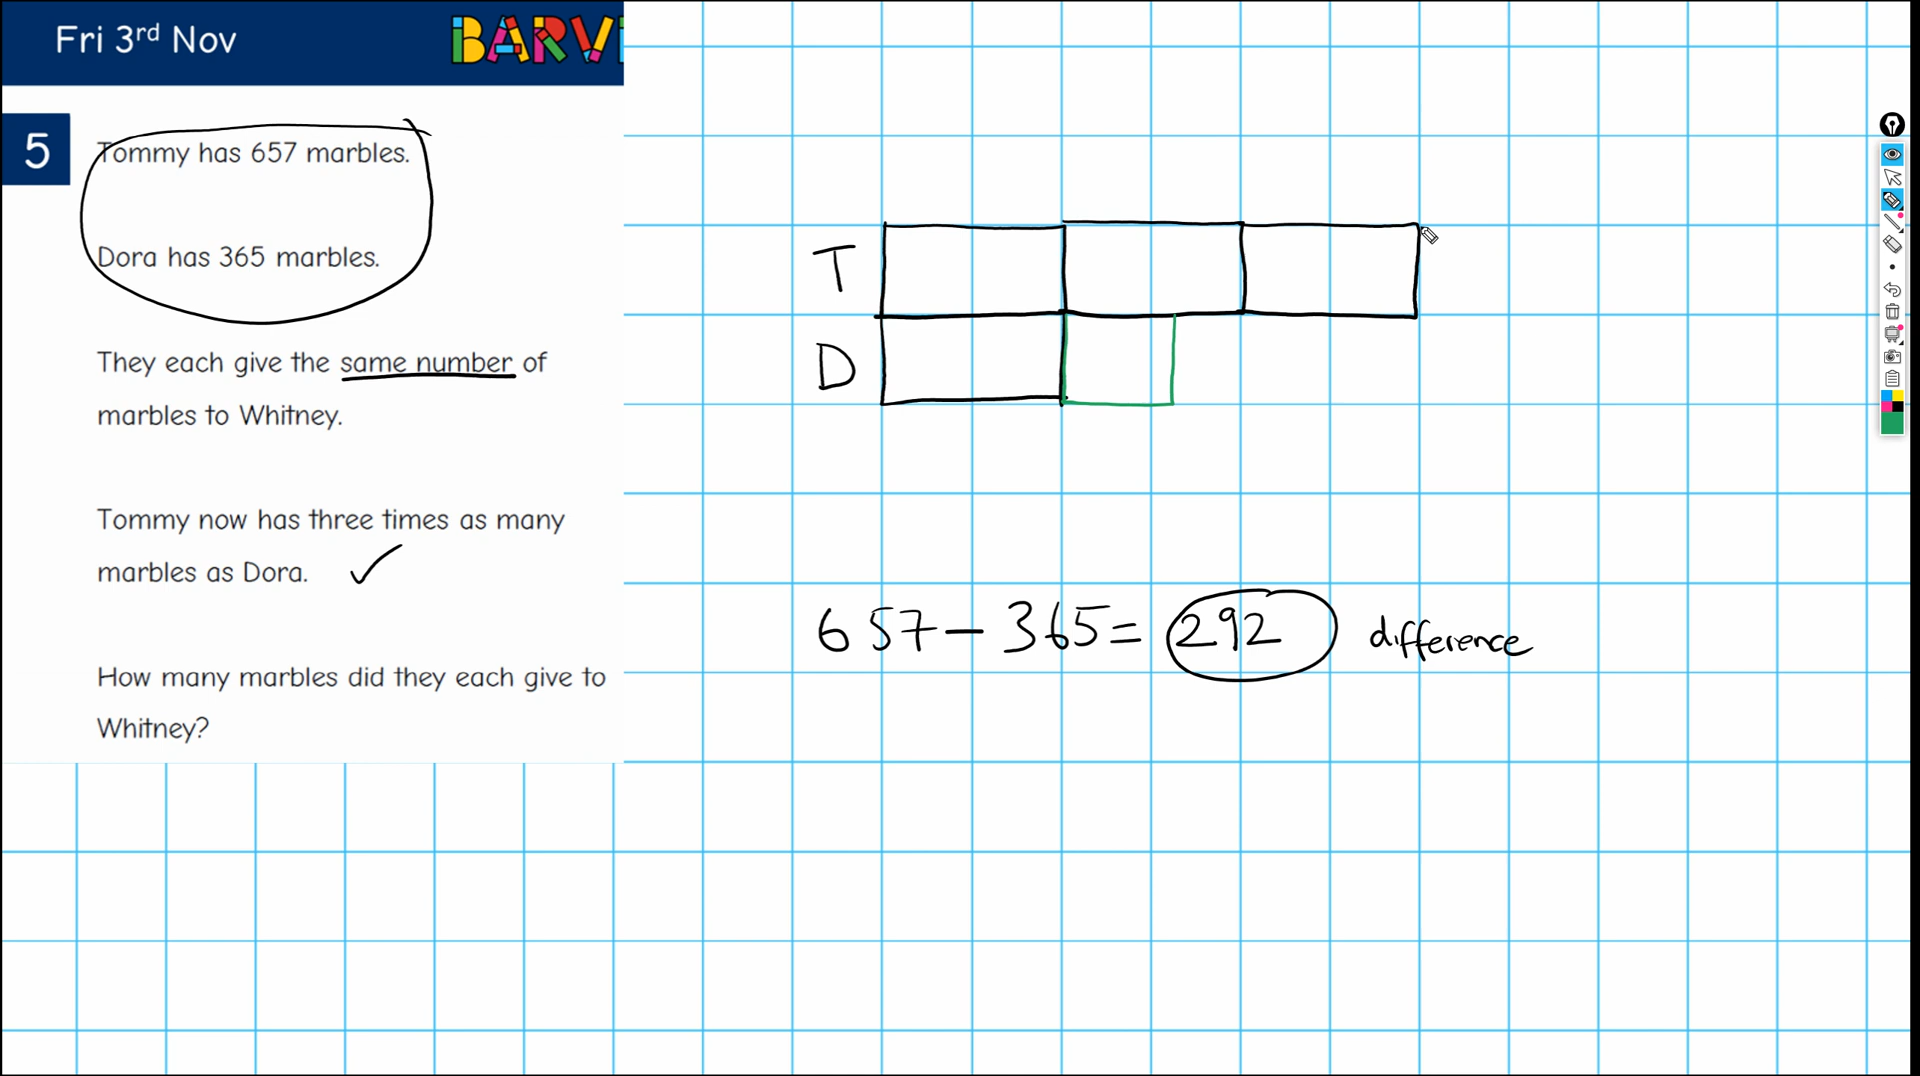 Fri 3rd Nov
BARVI
5
Tommy has 657 marbles.
Dora has 365 marbles.
They each give the same number of
marbles to Whitney.
Tommy now has three times as many
marbles as Dora.
How many marbles did they each give to
Whitney?
T
D
657 - 365 = 292 difference